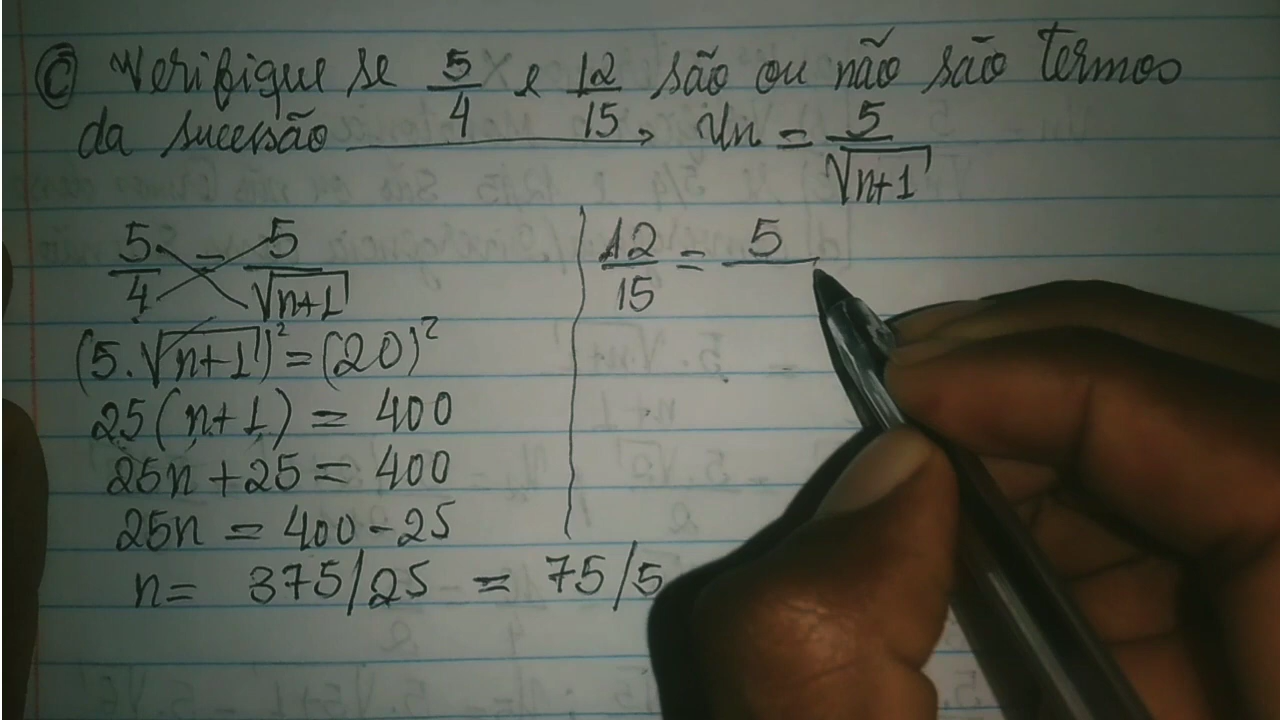 © Verifique se 5/4 e 12/15 são ou não são termos
da sucessão → Un = 5/√(n+1)
5/4 = 5/√(n+1)
(5.√(n+1))² = (20)²
25(n+1) = 400
25n + 25 = 400
25n = 400 - 25
n = 375/25 = 75/5
12/15 = 5